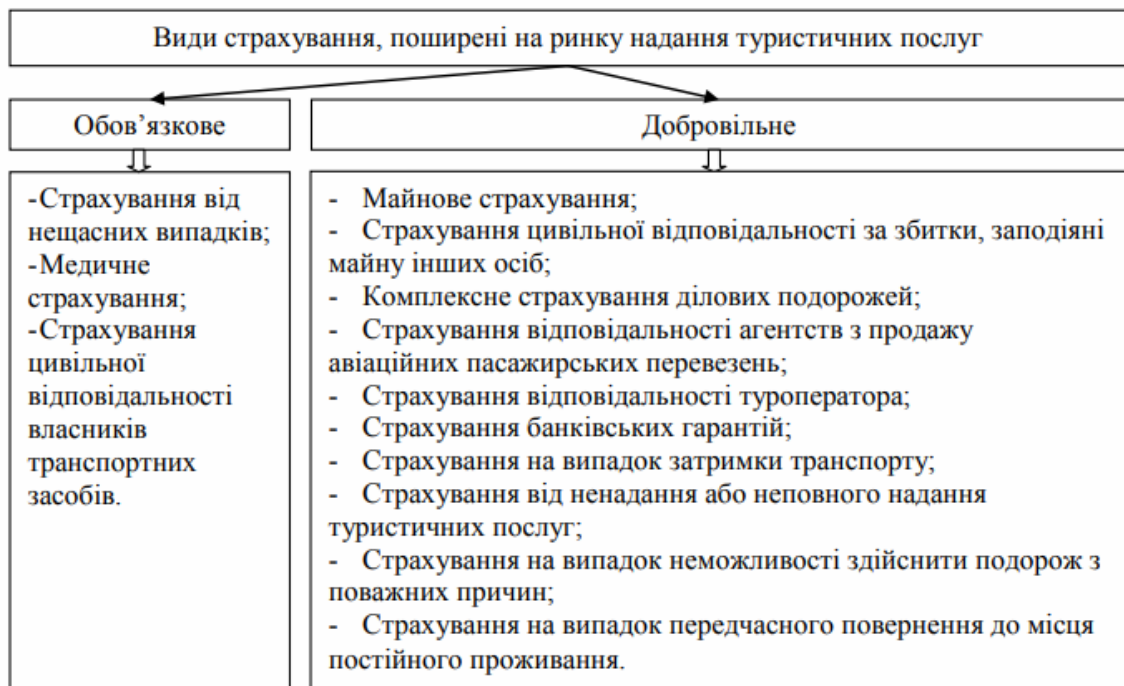 Види страхування, поширені на ринку надання туристичних послуг
Обов’язкове
Добровільне
-Страхування від
нещасних випадків;
-Медичне
страхування;
-Страхування
цивільної
відповідальності
власників
транспортних
засобів.
- Майнове страхування;
- Страхування цивільної відповідальності за збитки, заподіяні
майну інших осіб;
- Комплексне страхування ділових подорожей;
- Страхування відповідальності агентств з продажу
авіаційних пасажирських перевезень;
- Страхування відповідальності туроператора;
- Страхування банківських гарантій;
- Страхування на випадок затримки транспорту;
- Страхування від ненадання або неповного надання
туристичних послуг;
- Страхування на випадок неможливості здійснити подорож з
поважних причин;
- Страхування на випадок передчасного повернення до місця
постійного проживання.